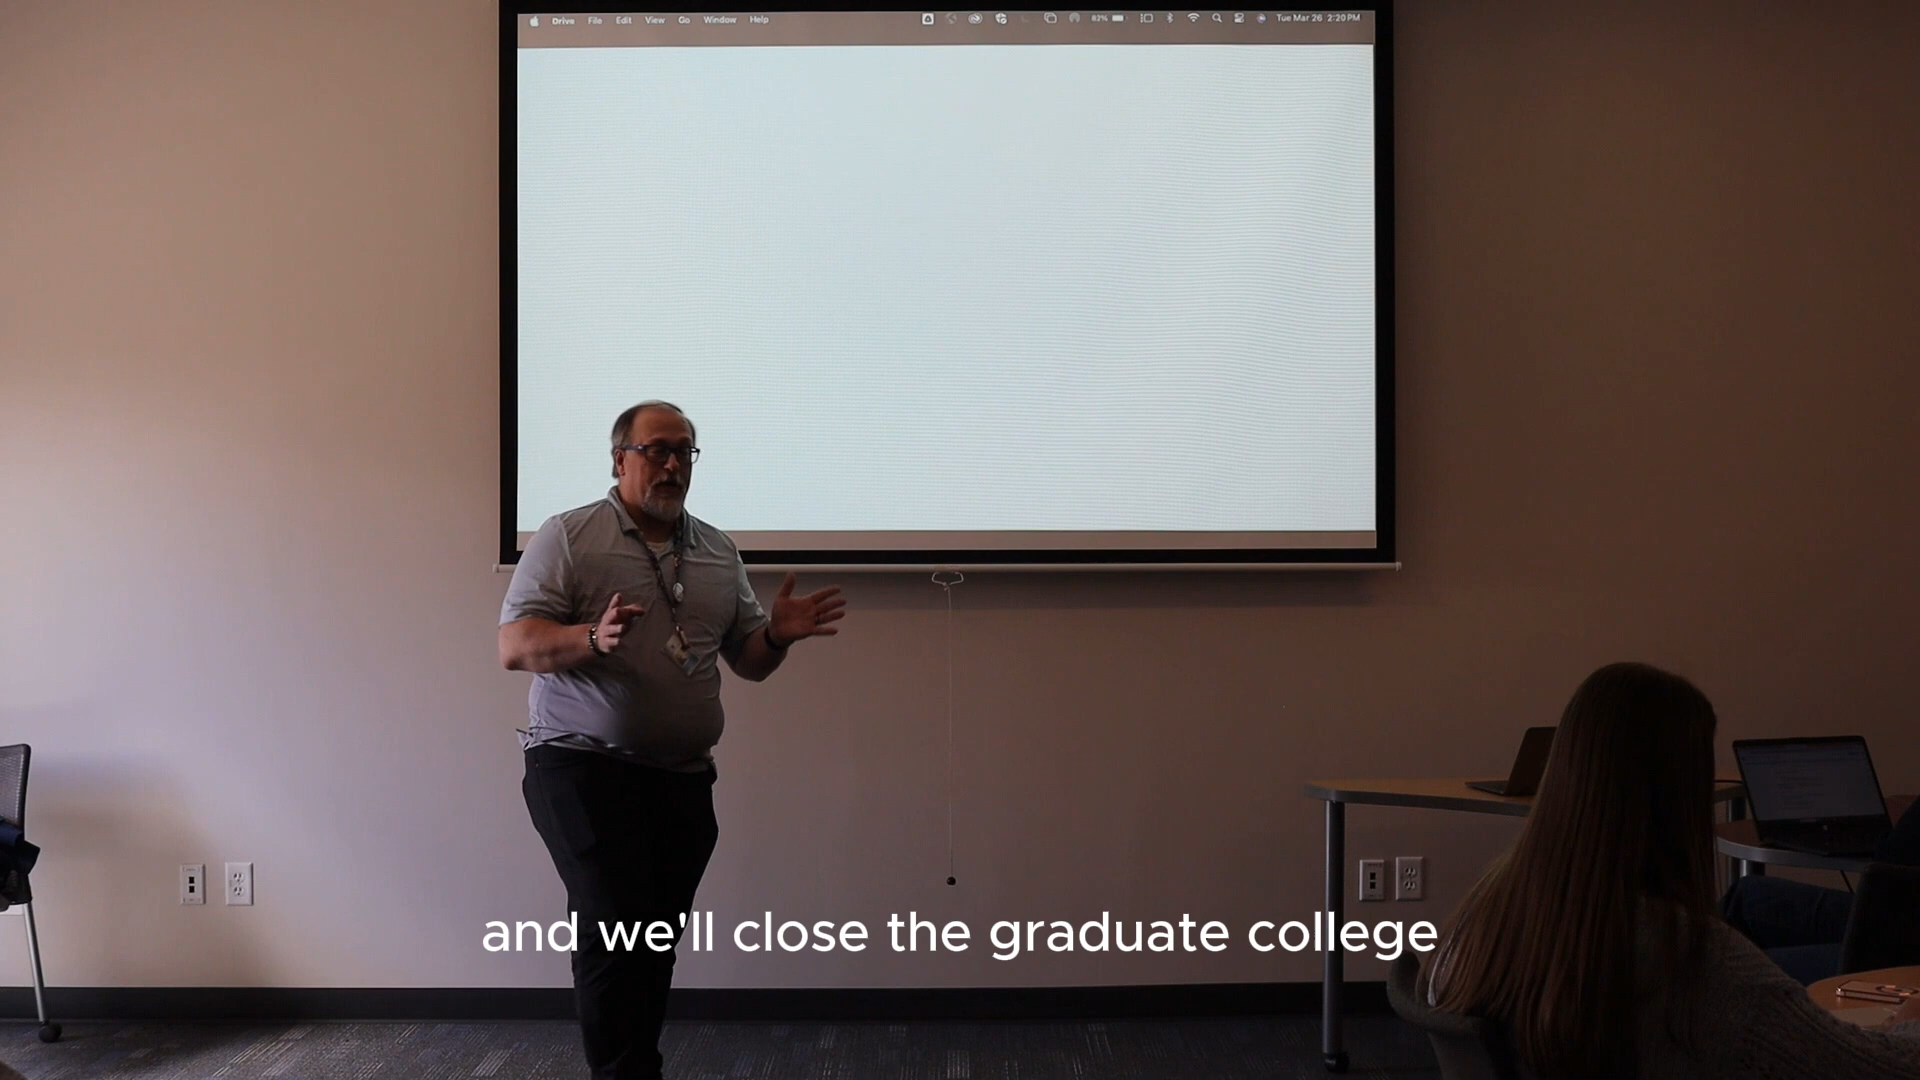 Drive File Edit View Go Window Help 82% Tue Mar 26 2:20 PM
and we'll close the graduate college